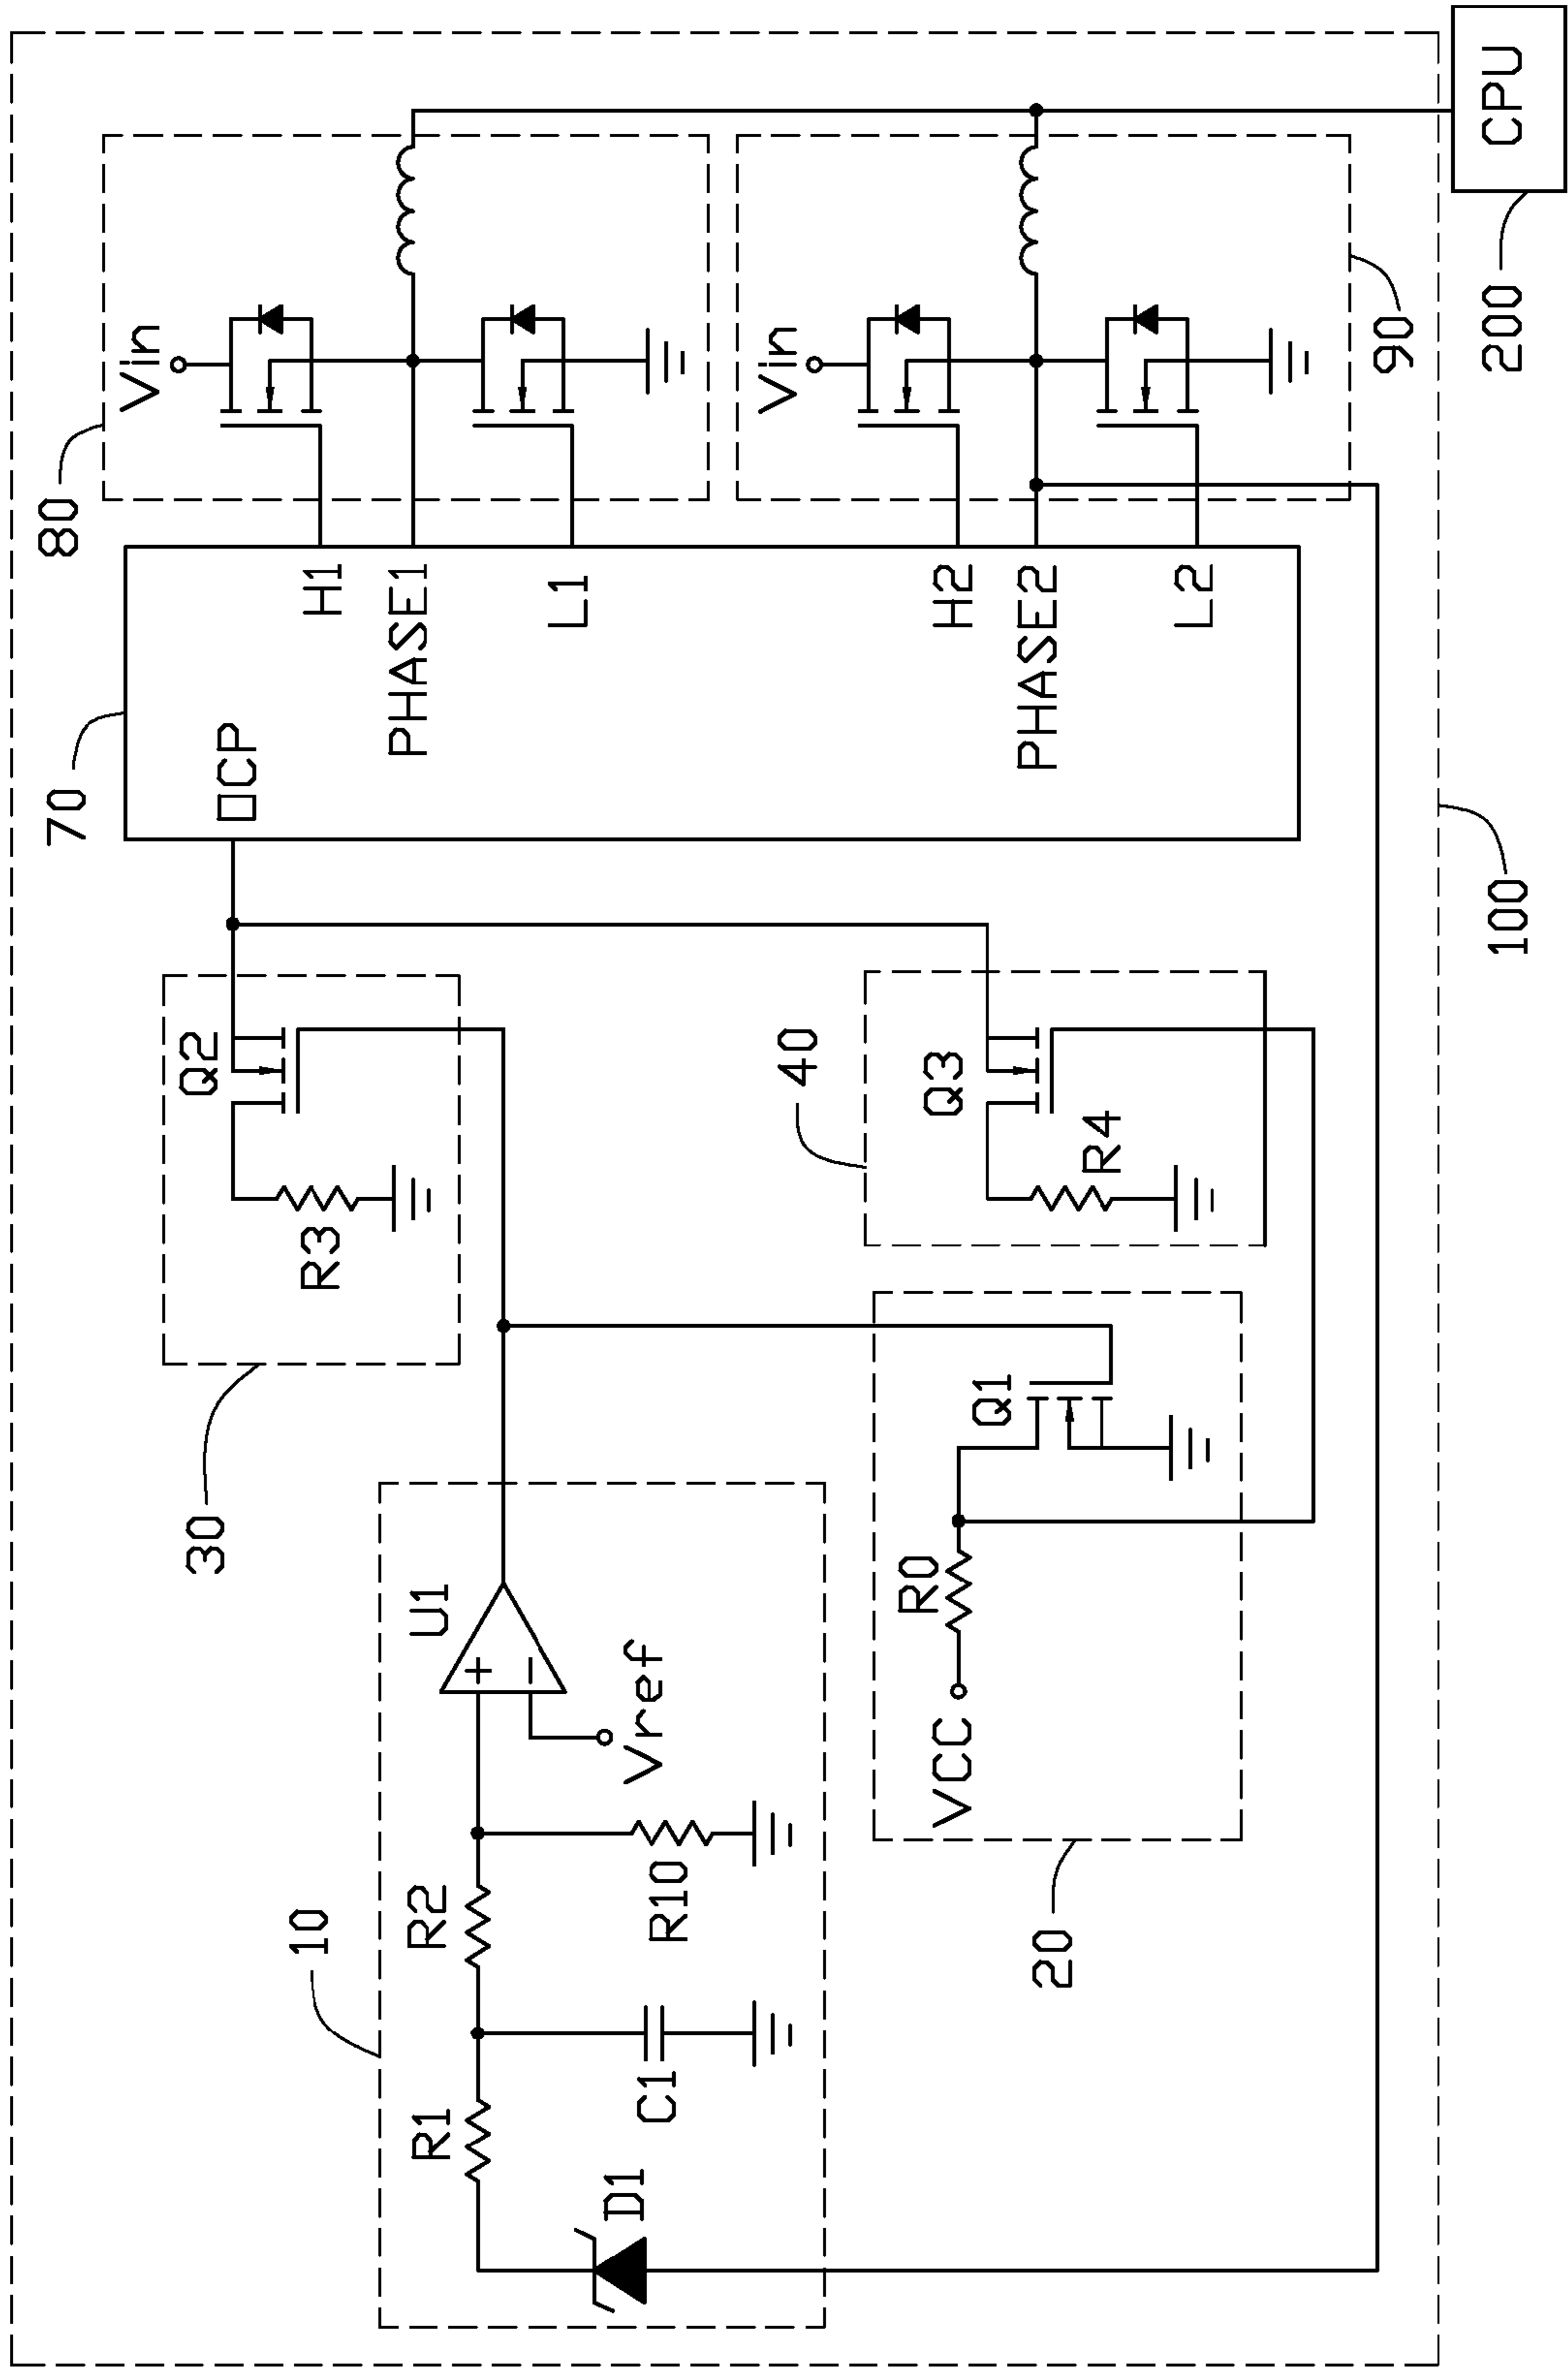 80
Vin
H1
PHASE1
L1
Vin
H2
PHASE2
L2
90
CPU
200
70
OCP
100
30
Q2
R3
40
Q3
R4
10
R1
R2
U1
C1
R10
Vref
D1
20
VCC
R0
Q1